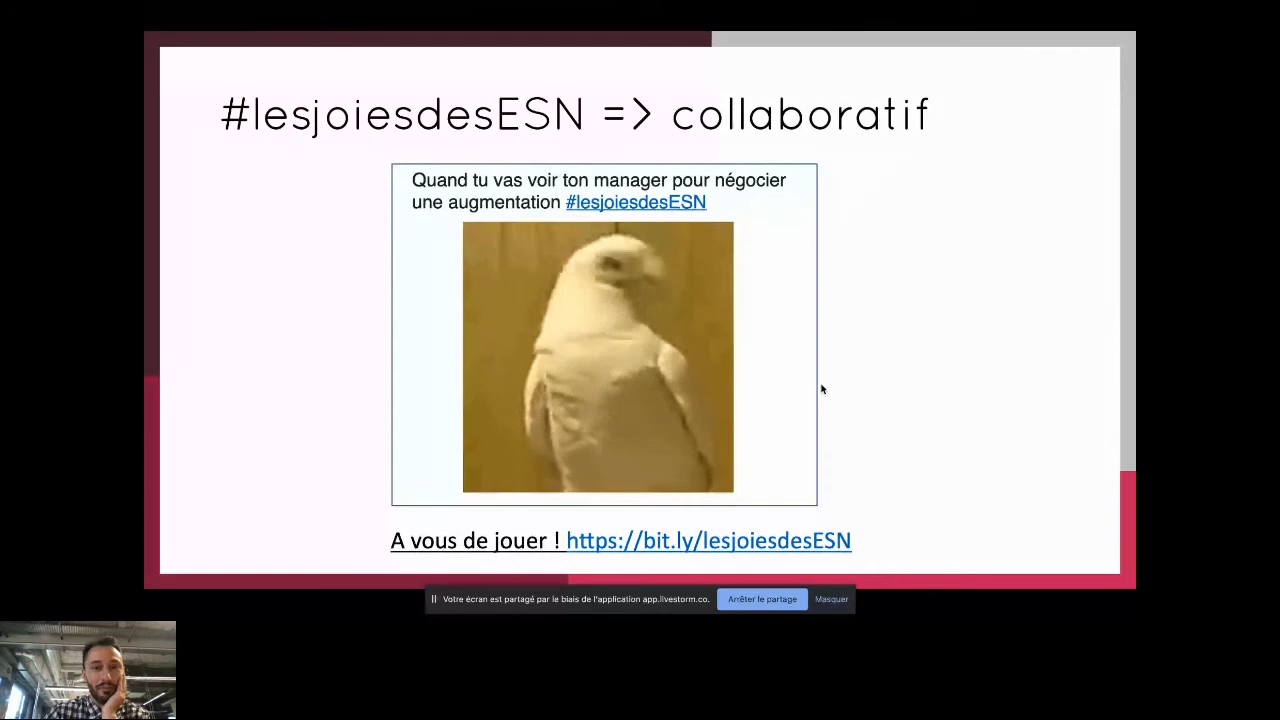 #lesjoiesdesESN => collaboratif
Quand tu vas voir ton manager pour négocier
une augmentation #lesjoiesdesESN
A vous de jouer ! https://bit.ly/lesjoiesdesESN
Votre écran est partagé par le biais de l'application app.livestorm.co. Arrêter le partage Masquer